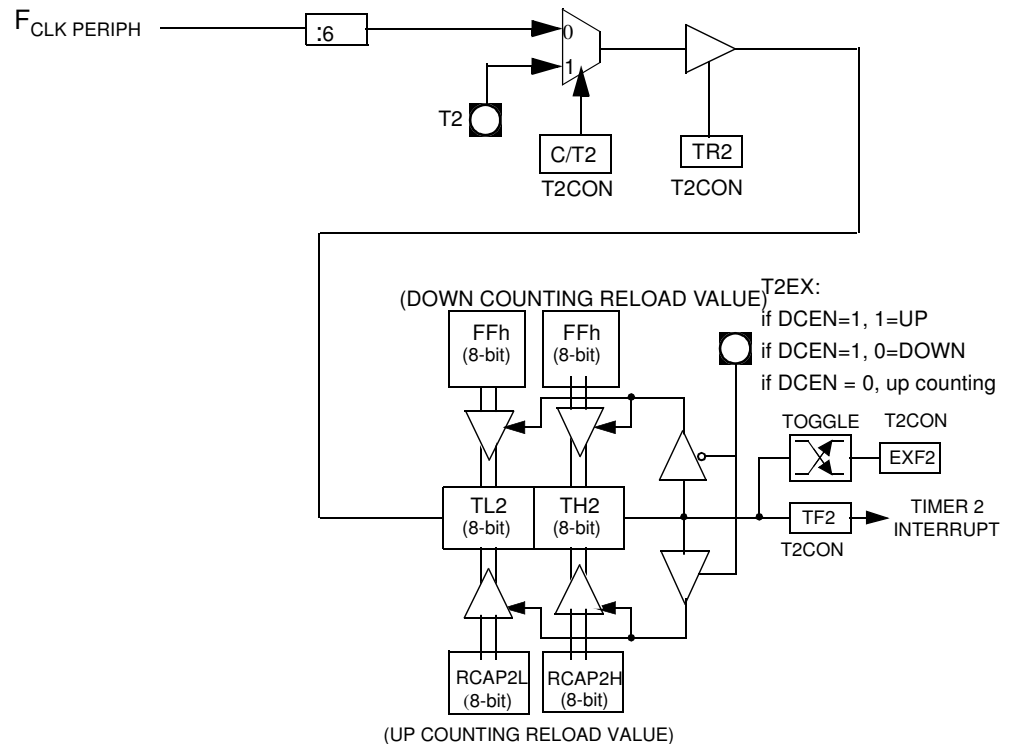 F CLK PERIPH
:6
0
1
T2
C/T2
T2CON
TR2
T2CON
(DOWN COUNTING RELOAD VALUE)
T2EX:
if DCEN=1, 1=UP
if DCEN=1, 0=DOWN
if DCEN = 0, up counting
FFh
(8-bit)
FFh
(8-bit)
TOGGLE
T2CON
EXF2
TL2
(8-bit)
TH2
(8-bit)
TF2
T2CON
TIMER 2
INTERRUPT
RCAP2L
(8-bit)
RCAP2H
(8-bit)
(UP COUNTING RELOAD VALUE)